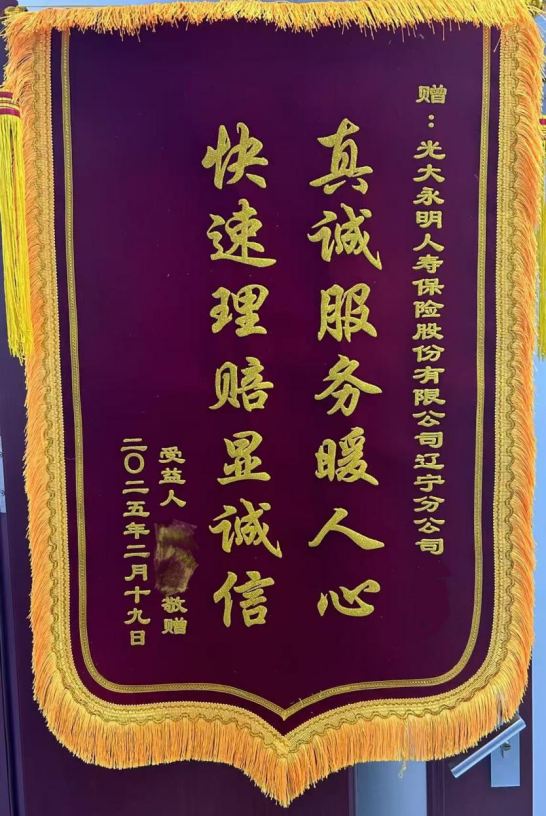 赠：光大永明人寿保险股份有限公司辽宁分公司
真诚服务暖人心
快速理赔显诚信
受益人 敬赠
二〇二五年二月十九日